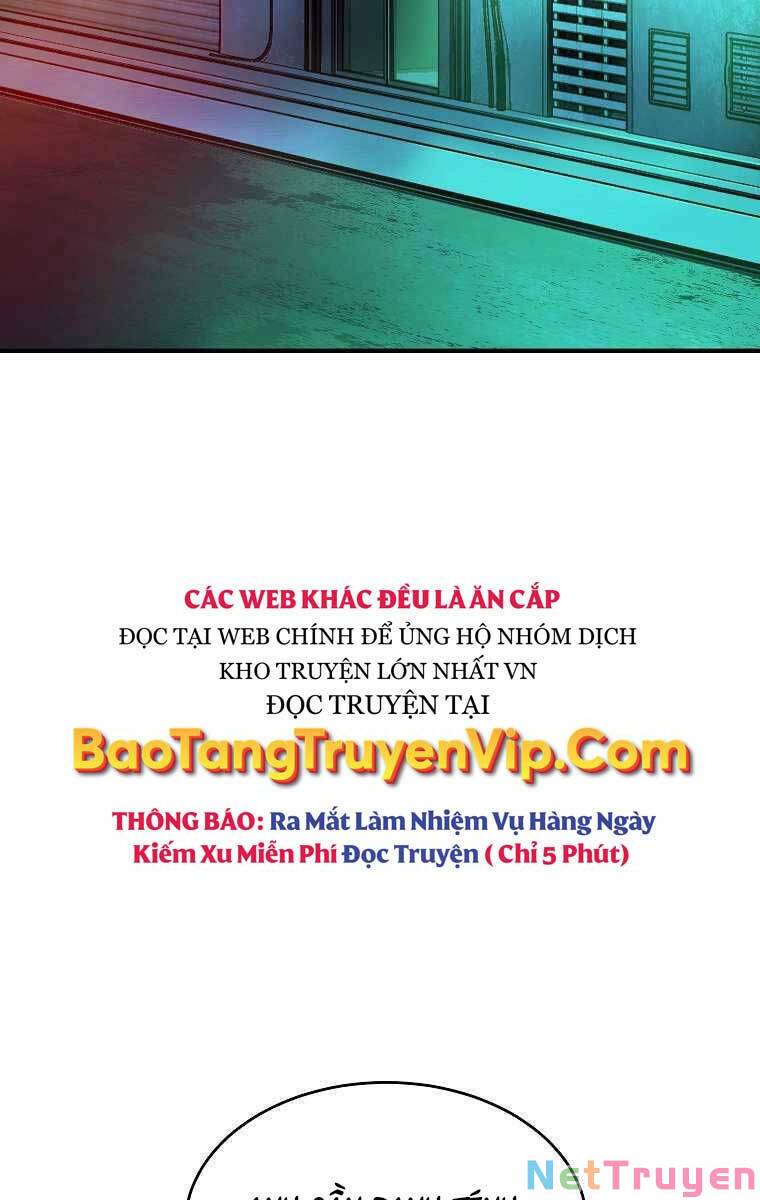 CÁC WEB KHÁC ĐỀU LÀ ĂN CẮP
ĐỌC TẠI WEB CHÍNH ĐỂ ỦNG HỘ NHÓM DỊCH
KHO TRUYỆN LỚN NHẤT VN
ĐỌC TRUYỆN TẠI
BaoTangTruyenVip.Com
THÔNG BÁO: Ra Mắt Làm Nhiệm Vụ Hàng Ngày
Kiếm Xu Miễn Phí Đọc Truyện ( Chỉ 5 Phút)
NetTruyen